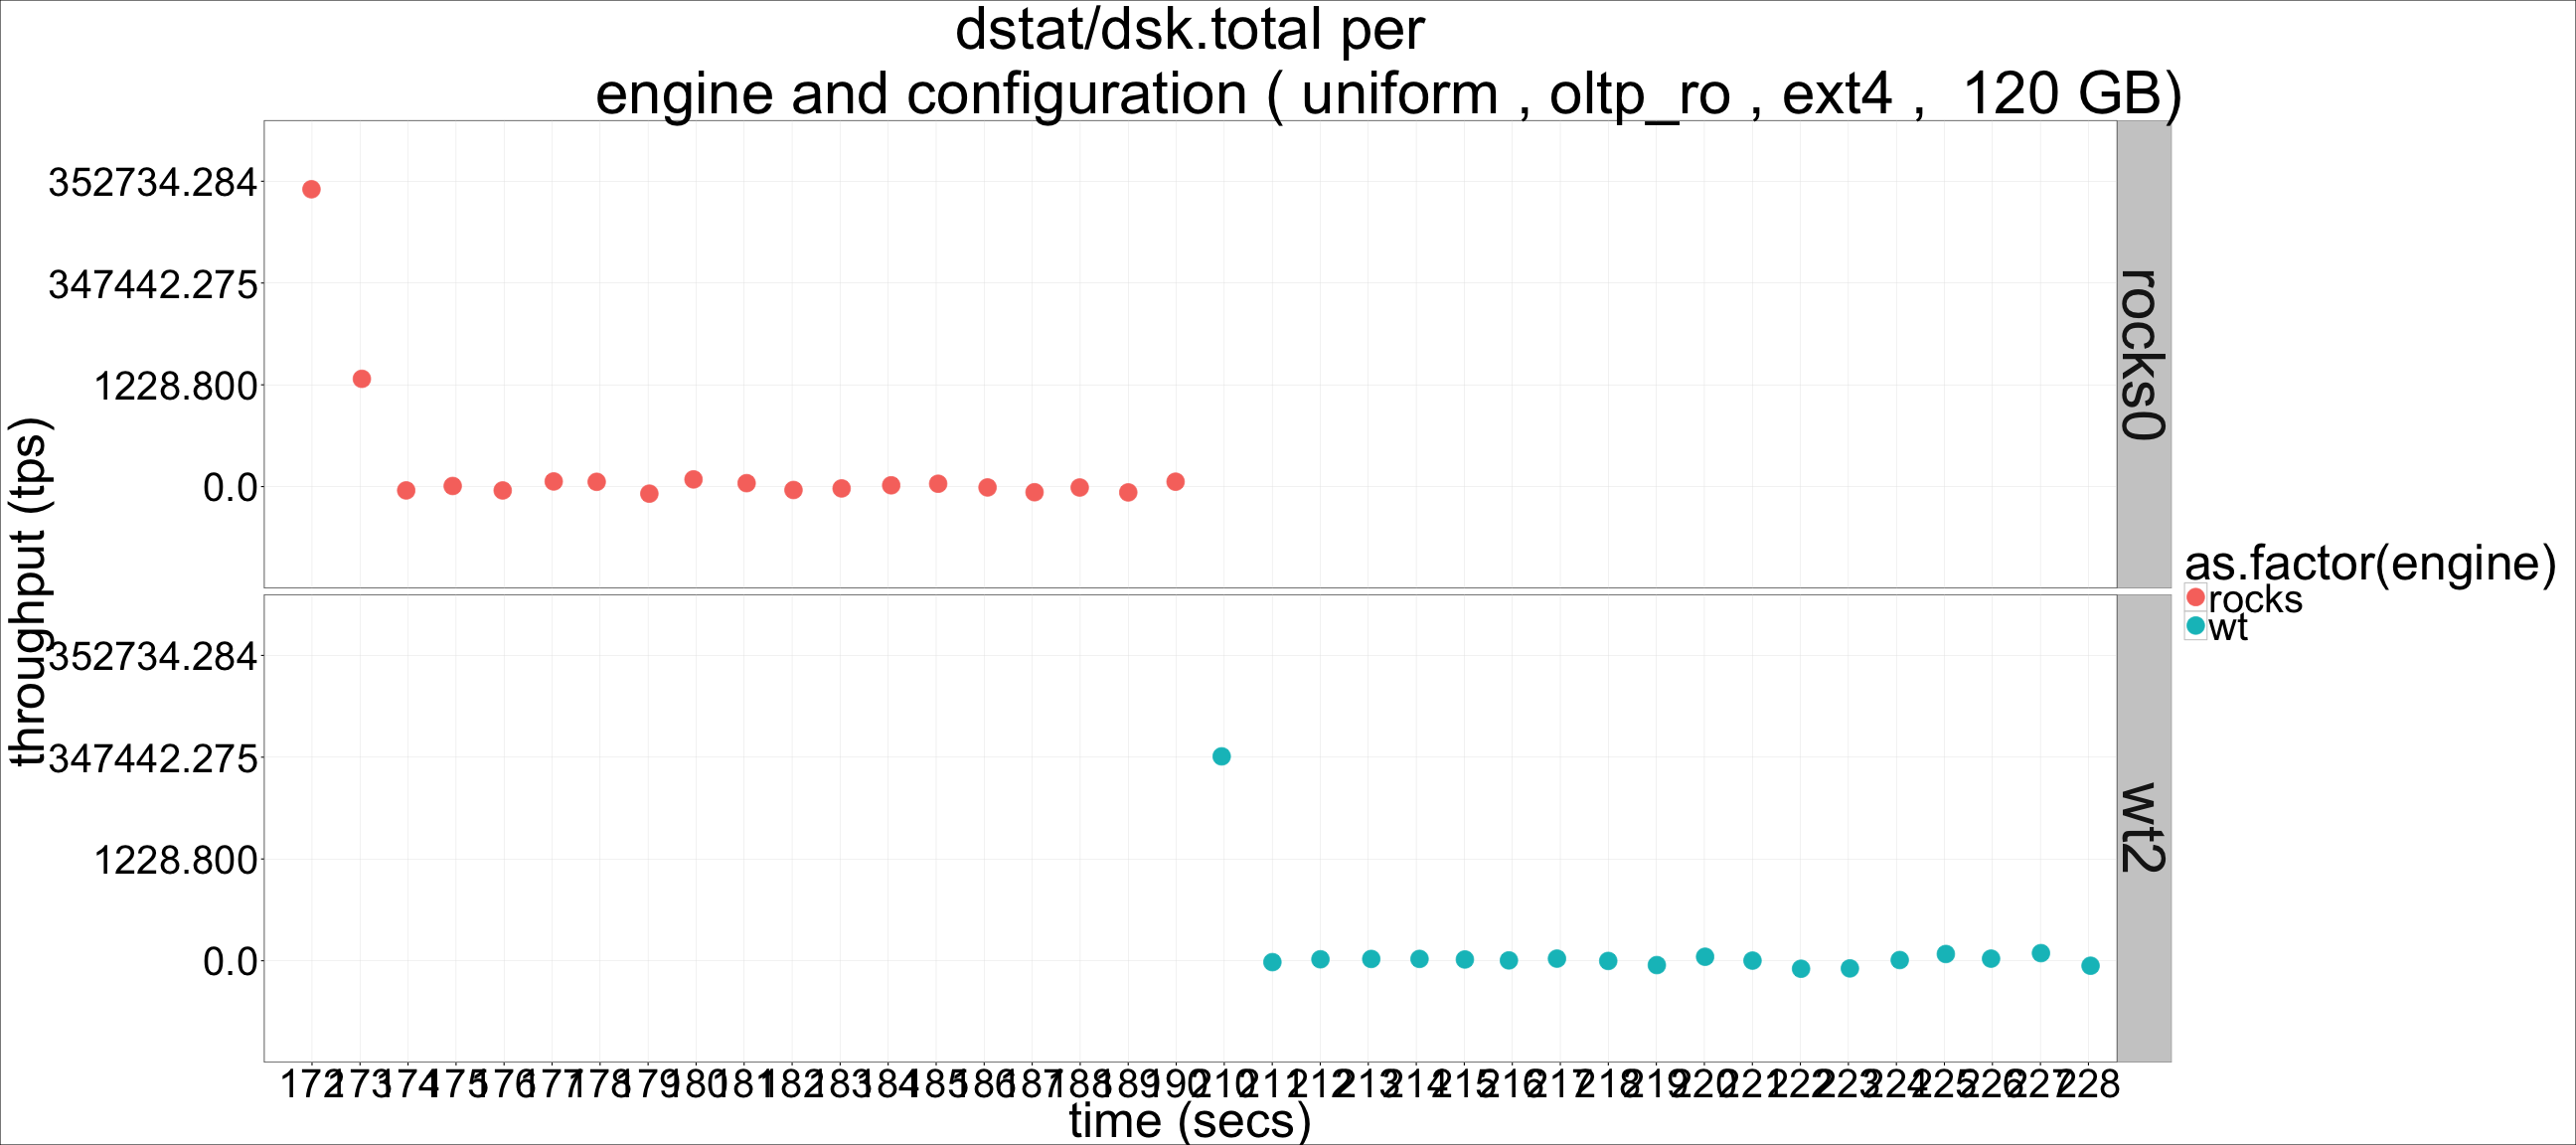 dstat/dsk.total per
engine and configuration ( uniform , oltp_ro , ext4 ,  120 GB)
throughput (tps)
352734.284
347442.275
1228.800
0.0
rocks0
352734.284
347442.275
1228.800
0.0
wt2
172 173 174 175 176 177 178 179 180 181 182 183 184 185 186 187 188 189 190 210 211 212 213 214 215 216 217 218 219 220 221 222 223 224 225 226 227 228
time (secs)
as.factor(engine)
rocks
wt